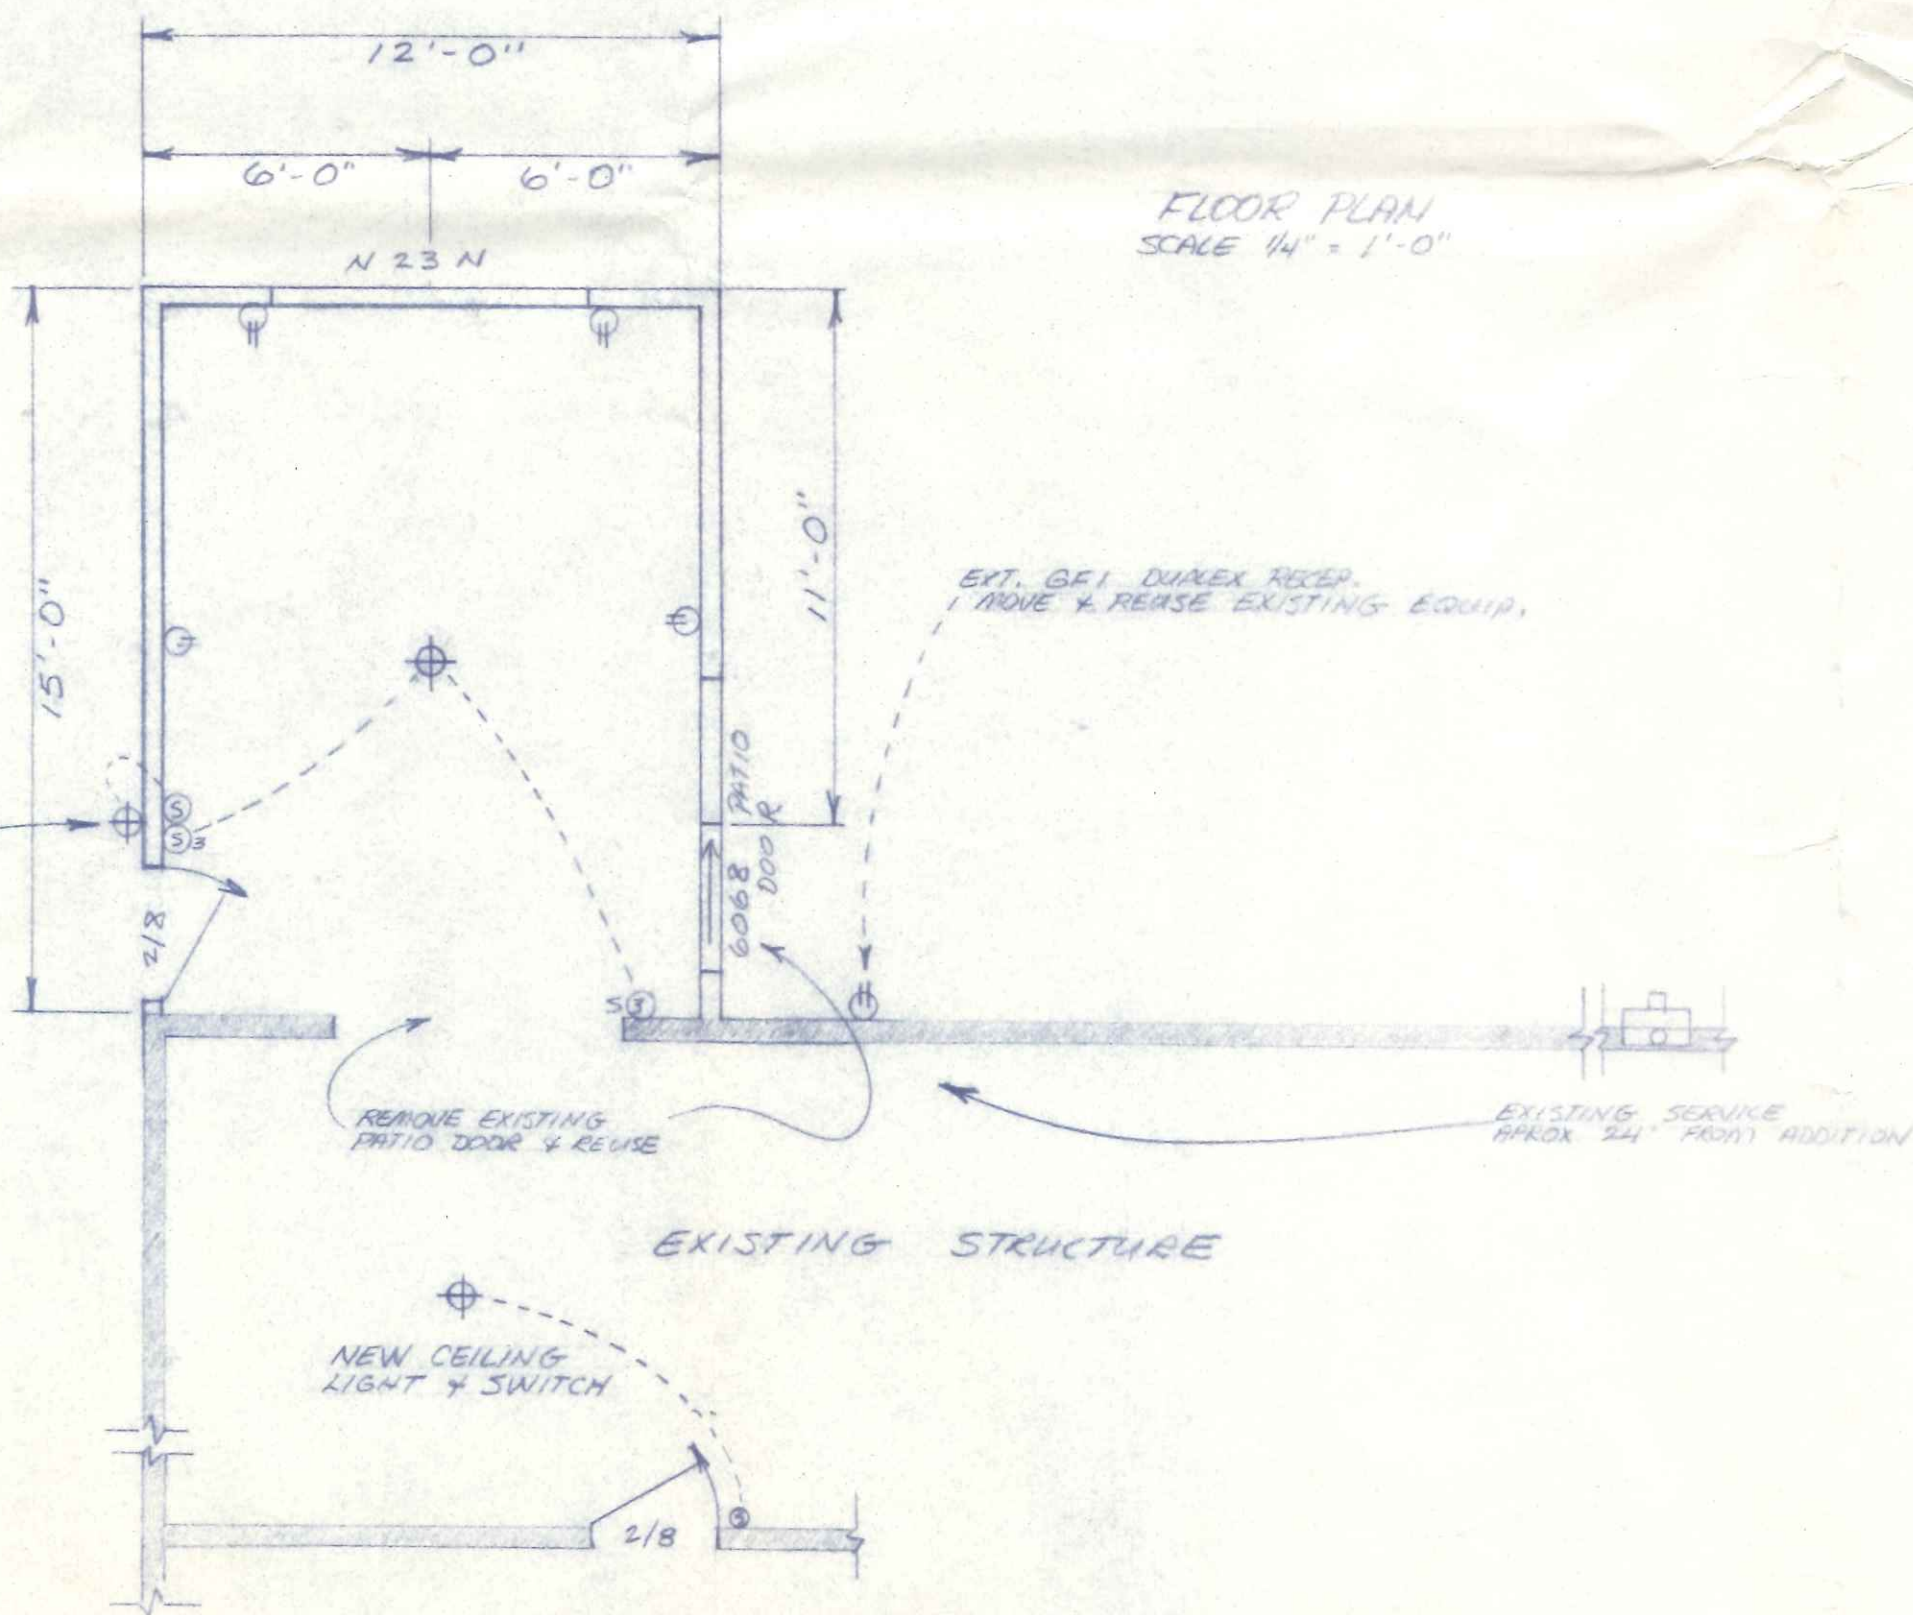 12'-0"
6'-0" 6'-0"
FLOOR PLAN
SCALE 1/4" = 1'-0"
N 23 N
15'-0"
11'-0"
EXT. GFI DUPLEX RECEP.
MOVE & REUSE EXISTING EQUIP.
6068 PATIO
DOOR
S
S3
2/8
S3
REMOVE EXISTING
PATIO DOOR & REUSE
EXISTING SERVICE
APROX 24' FROM ADDITION
EXISTING STRUCTURE
NEW CEILING
LIGHT & SWITCH
2/8
S